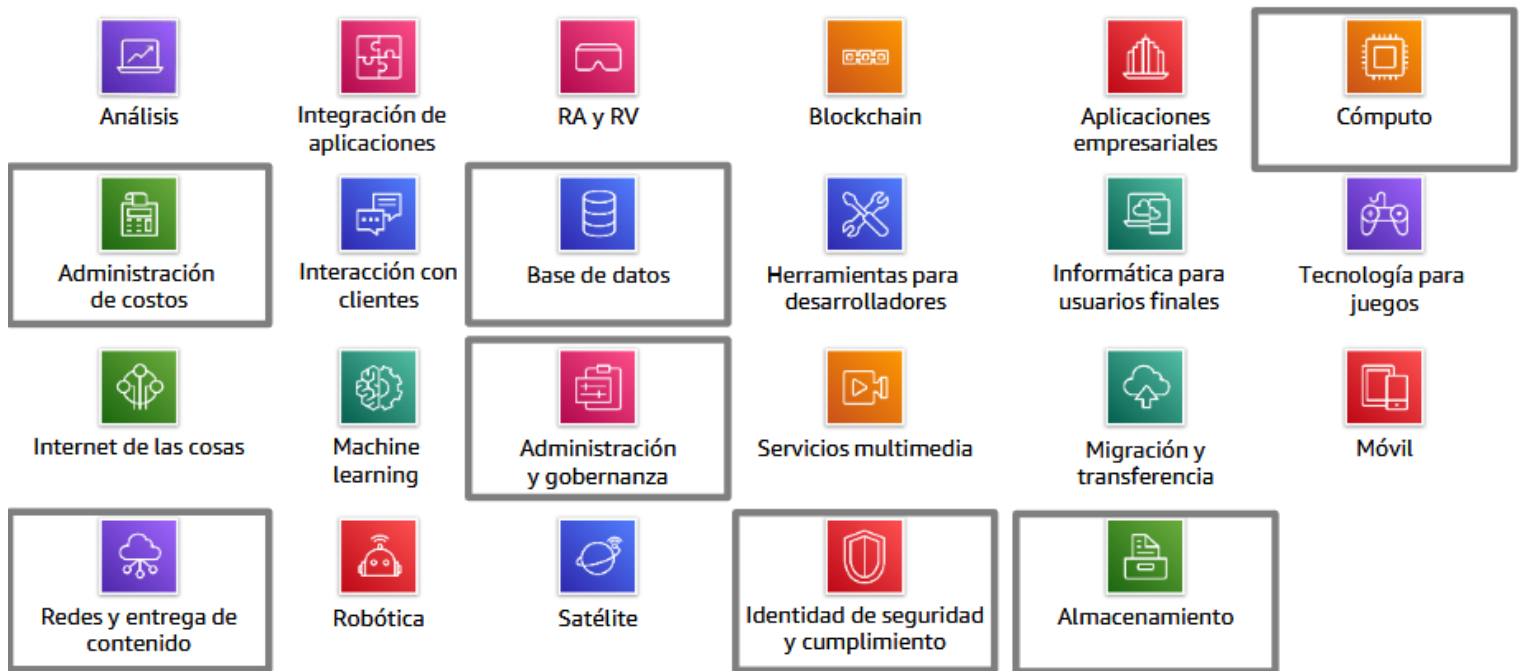 Análisis
Integración de
aplicaciones
RA y RV
Blockchain
Aplicaciones
empresariales
Cómputo
Administración
de costos
Interacción con
clientes
Base de datos
Herramientas para
desarrolladores
Informática para
usuarios finales
Tecnología para
juegos
Internet de las cosas
Machine
learning
Administración
y gobernanza
Servicios multimedia
Migración y
transferencia
Móvil
Redes y entrega de
contenido
Robótica
Satélite
Identidad de seguridad
y cumplimiento
Almacenamiento